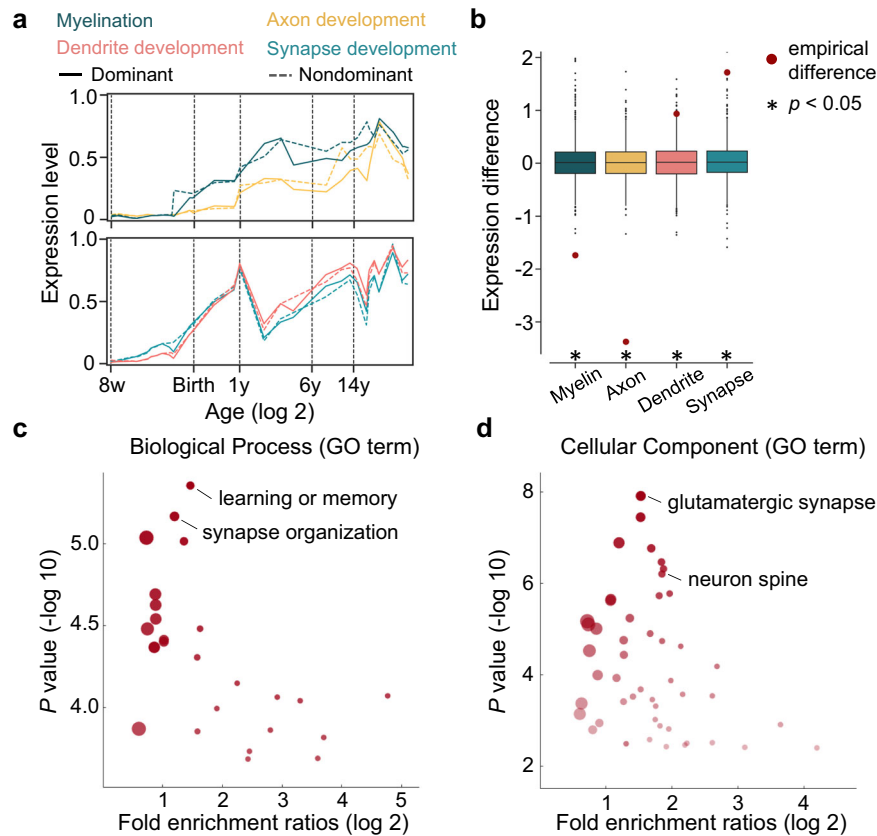 a
Myelination
Axon development
Dendrite development
Synapse development
Dominant
Nondominant
Expression level
1.0
0.5
0
1.0
0.5
0
8w
Birth
1y
6y
14y
Age (log 2)
b
2
1
0
-1
-2
-3
Expression difference
* * * *
Myelin
Axon
Dendrite
Synapse
empirical
difference
* p < 0.05
c
Biological Process (GO term)
learning or memory
synapse organization
5.0
4.5
4.0
P value (-log 10)
1 2 3 4 5
Fold enrichment ratios (log 2)
d
Cellular Component (GO term)
glutamatergic synapse
neuron spine
8
6
4
2
P value (-log 10)
1 2 3 4
Fold enrichment ratios (log 2)